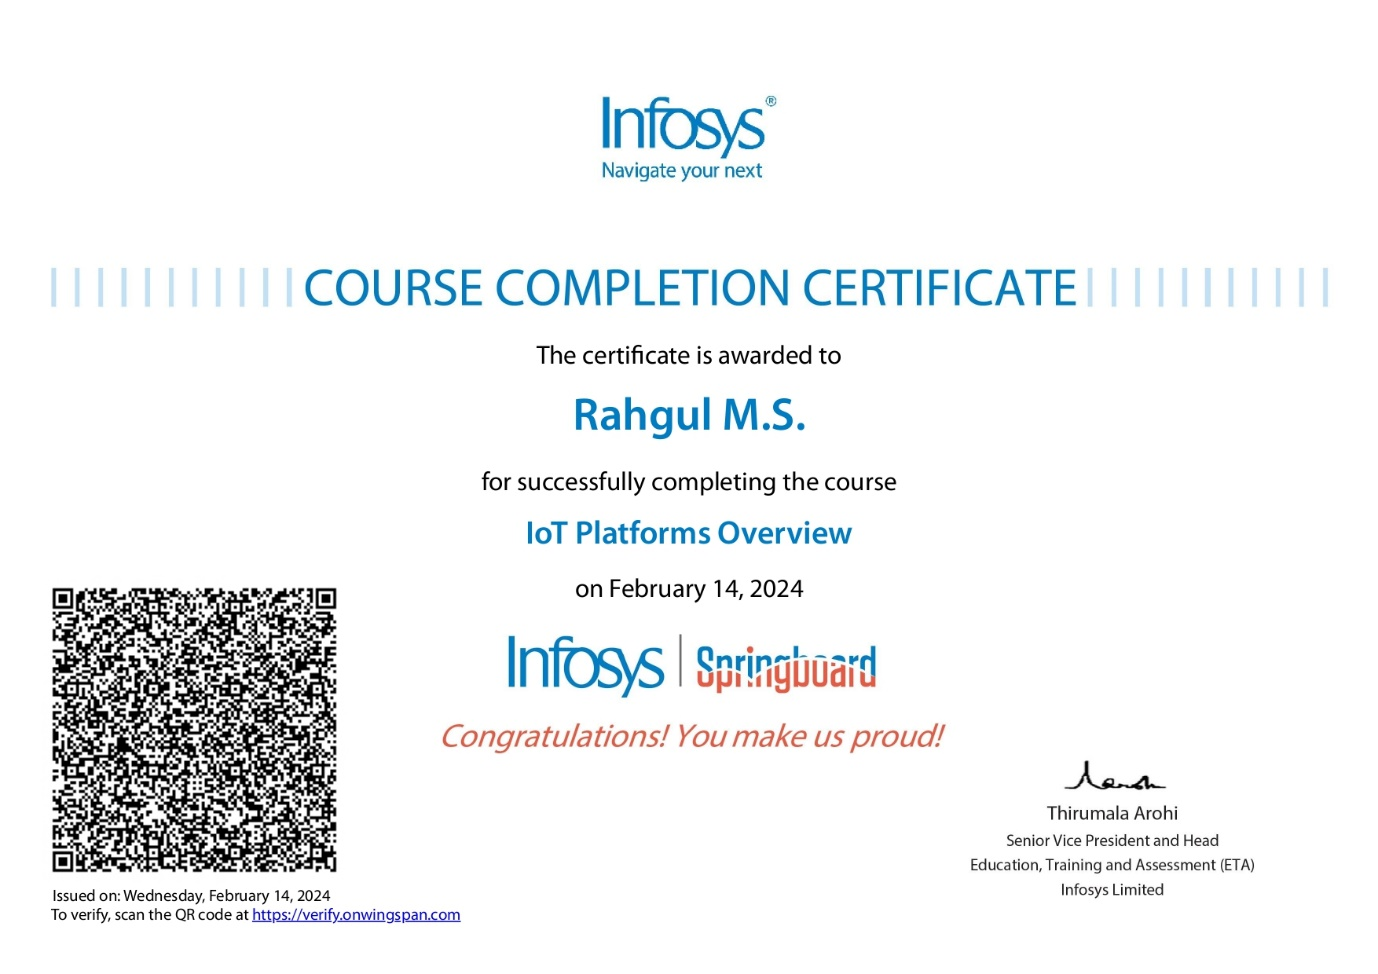 Infosys®
Navigate your next
COURSE COMPLETION CERTIFICATE
The certificate is awarded to
Rahgul M.S.
for successfully completing the course
IoT Platforms Overview
on February 14, 2024
Infosys | Springboard
Congratulations! You make us proud!
Thirumala Arohi
Senior Vice President and Head
Education, Training and Assessment (ETA)
Infosys Limited
Issued on: Wednesday, February 14, 2024
To verify, scan the QR code at https://verify.onwingspan.com